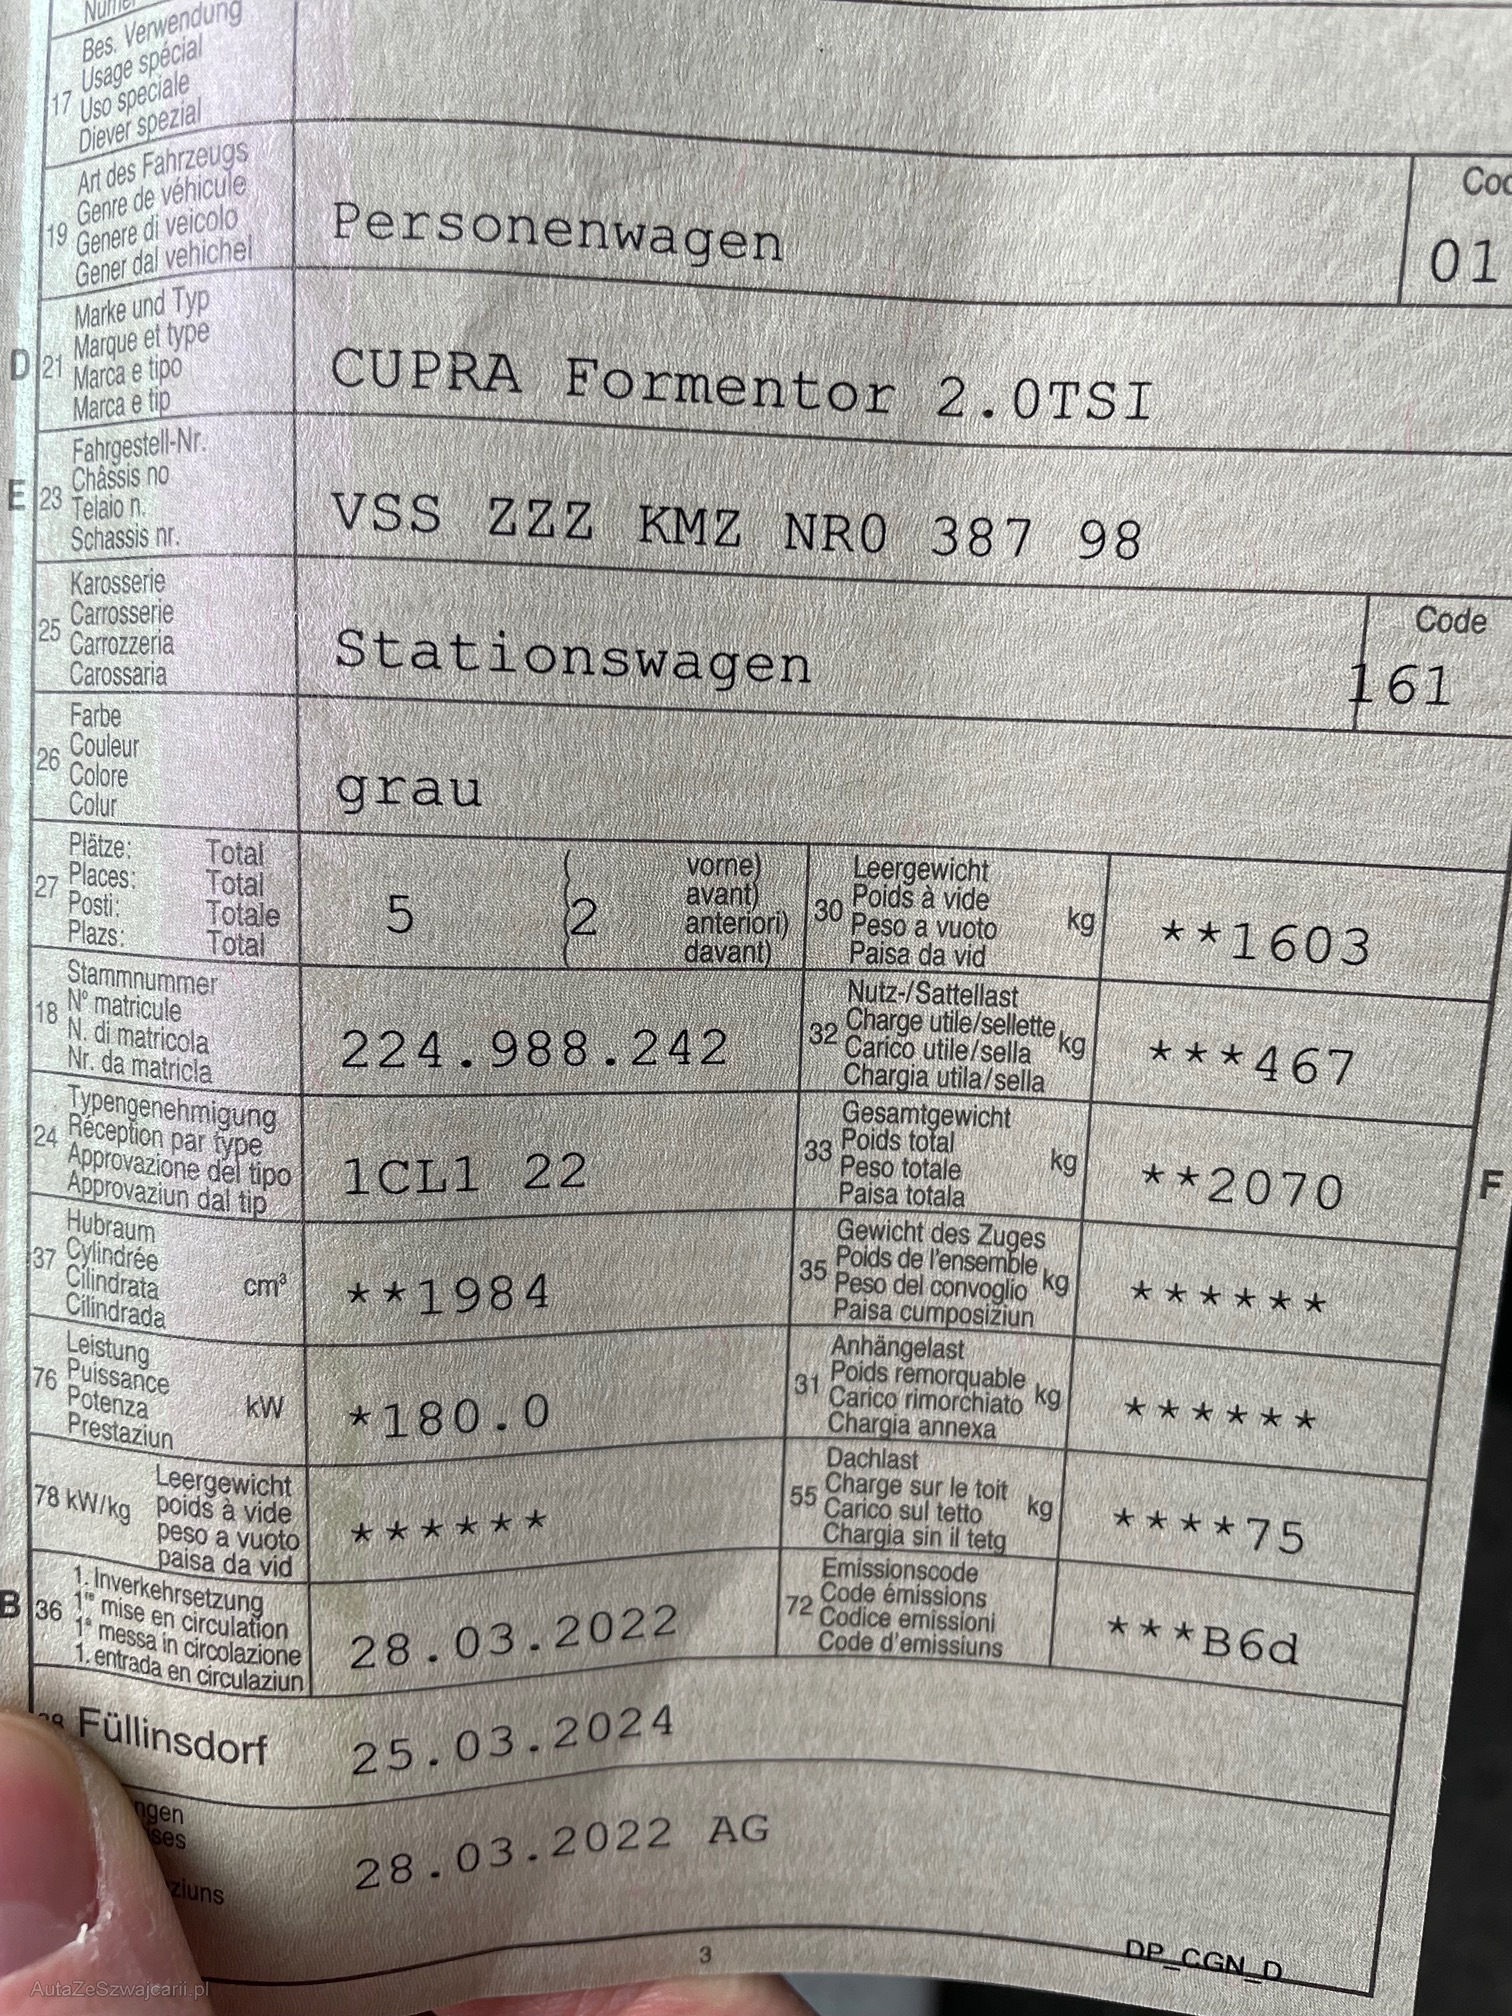 17 Bes. Verwendung
Usage spécial
Uso speciale
Diever spezial
19 Art des Fahrzeugs
Genre de véhicule
Genere di veicolo
Gener dal vehichel
Personenwagen
01
D 21 Marke und Typ
Marque et type
Marca e tipo
Marca e tip
CUPRA Formentor 2.0TSI
E 23 Fahrgestell-Nr.
Châssis no
Telaio n.
Schassis nr.
VSS ZZZ KMZ NR0 387 98
25 Karosserie
Carrosserie
Carrozzeria
Carossaria
Stationswagen
Code
161
26 Farbe
Couleur
Colore
Colur
grau
27 Plätze: Total
Places: Total
Posti: Totale
Plazs: Total
5 (2 vorne)
avant)
anteriori)
davant)
30 Leergewicht
Poids à vide
Peso a vuoto
Paisa da vid
kg
**1603
18 Stammnummer
N° matricule
N. di matricola
Nr. da matricla
224.988.242
32 Nutz-/Sattellast
Charge utile/sellette
Carico utile/sella
Chargia utila/sella
kg
***467
24 Typengenehmigung
Réception par type
Approvazione del tipo
Approvaziun dal tip
1CL1 22
33 Gesamtgewicht
Poids total
Peso totale
Paisa totala
kg
**2070
F
37 Hubraum
Cylindrée
Cilindrata
Cilindrada
cm³
**1984
35 Gewicht des Zuges
Poids de l'ensemble
Peso del convoglio
Paisa cumposiziun
kg
******
76 Leistung
Puissance
Potenza
Prestaziun
kW
*180.0
31 Anhängelast
Poids remorquable
Carico rimorchiato
Chargia annexa
kg
******
78 kW/kg Leergewicht
poids à vide
peso a vuoto
paisa da vid
******
55 Dachlast
Charge sur le toit
Carico sul tetto
Chargia sin il tetg
kg
****75
B 36 1. Inverkehrsetzung
1re mise en circulation
1a messa in circolazione
1. entrada en circulaziun
28.03.2022
72 Emissionscode
Code émissions
Codice emissioni
Code d'emissiuns
***B6d
Füllinsdorf
25.03.2024
28.03.2022 AG
3
DP_CGN_D
AutaZeSzwajcarii.pl